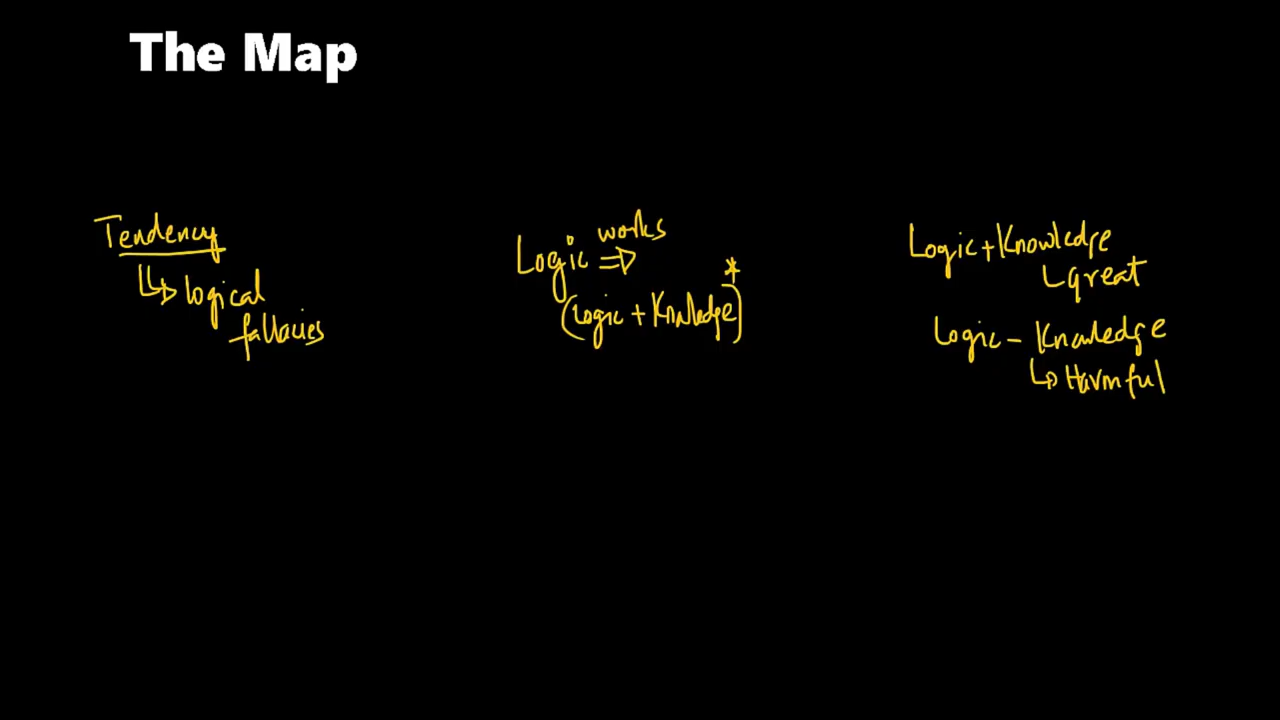 The Map
Tendency
logical
fallacies
Logic ⇒ works
(Logic + Knowledge)*
Logic + Knowledge
great
Logic - Knowledge
Harmful